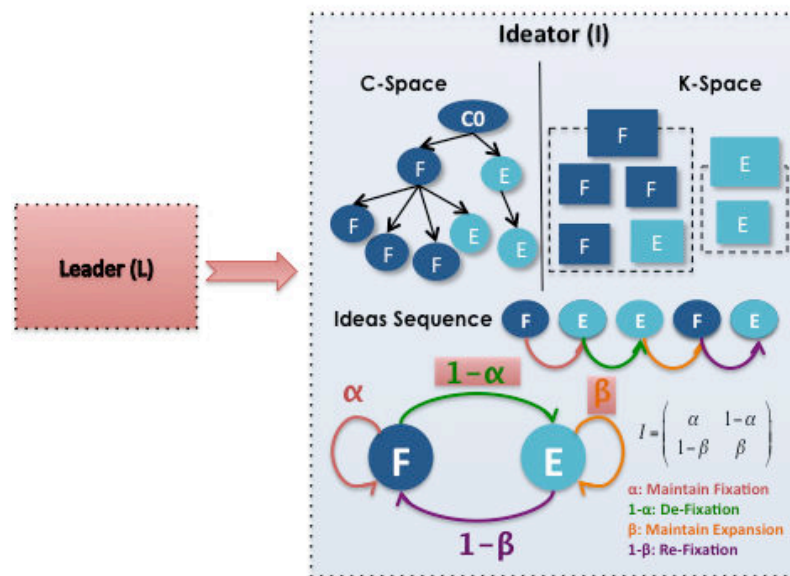 Ideator (I)
C-Space
K-Space
C0
F
E
F
F
F
E
E
F
F
F
F
E
E
E
Leader (L)
Ideas Sequence
F
E
E
F
E
α
1-α
β
F
E
1-β
I = ( α 1-α
1-β β )
α: Maintain Fixation
1-α: De-Fixation
β: Maintain Expansion
1-β: Re-Fixation